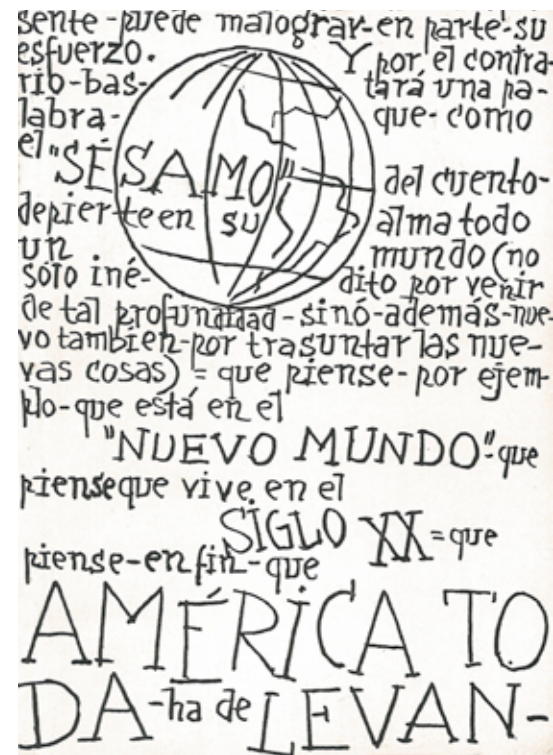 sente-puede malograr-en parte-su
esfuerzo. Y por el contra-
rio-bas- tará una pa-
labra- que-como
el "SÉSAMO del cuento-
depierte en su alma todo
un mundo (no
sólo iné- dito por venir
de tal profundidad-sinó-además-nue-
vo también-por trasuntar las nue-
vas cosas) = que piense-por ejem-
plo-que está en el
"NUEVO MUNDO"-que
piense que vive en el
SIGLO XX = que
piense-en fin-que
AMÉRICA TO
DA-ha de LEVAN-